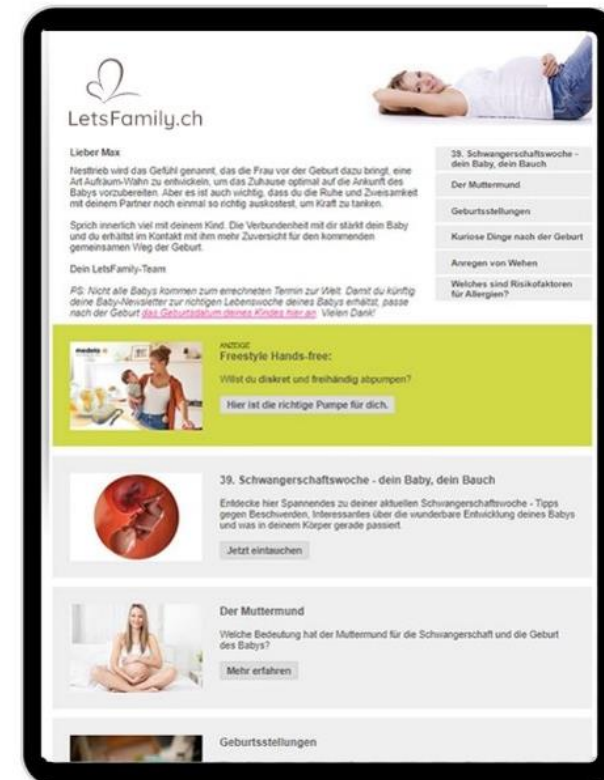 LetsFamily.ch
Lieber Max
Nesttrieb wird das Gefühl genannt, das die Frau vor der Geburt dazu bringt, eine
Art Aufräum-Wahn zu entwickeln, um das Zuhause optimal auf die Ankunft des
Babys vorzubereiten. Aber es ist auch wichtig, dass du die Ruhe und Zweisamkeit
mit deinem Partner noch einmal so richtig auskostest, um Kraft zu tanken.
Sprich innerlich viel mit deinem Kind. Die Verbundenheit mit dir stärkt dein Baby
und du erhältst im Kontakt mit ihm mehr Zuversicht für den kommenden
gemeinsamen Weg der Geburt.
Dein LetsFamily-Team
PS: Nicht alle Babys kommen zum errechneten Termin zur Welt. Damit du künftig
deine Baby-Newsletter zur richtigen Lebenswoche deines Babys erhältst, passe
nach der Geburt das Geburtsdatum deines Kindes hier an. Vielen Dank!
39. Schwangerschaftswoche -
dein Baby, dein Bauch
Der Muttermund
Geburtsstellungen
Kuriose Dinge nach der Geburt
Anregen von Wehen
Welches sind Risikofaktoren
für Allergien?
medela
ANZEIGE
Freestyle Hands-free:
Willst du diskret und freihändig abpumpen?
Hier ist die richtige Pumpe für dich.
39. Schwangerschaftswoche - dein Baby, dein Bauch
Entdecke hier Spannendes zu deiner aktuellen Schwangerschaftswoche - Tipps
gegen Beschwerden, Interessantes über die wunderbare Entwicklung deines Babys
und was in deinem Körper gerade passiert.
Jetzt eintauchen
Der Muttermund
Welche Bedeutung hat der Muttermund für die Schwangerschaft und die Geburt
des Babys?
Mehr erfahren
Geburtsstellungen